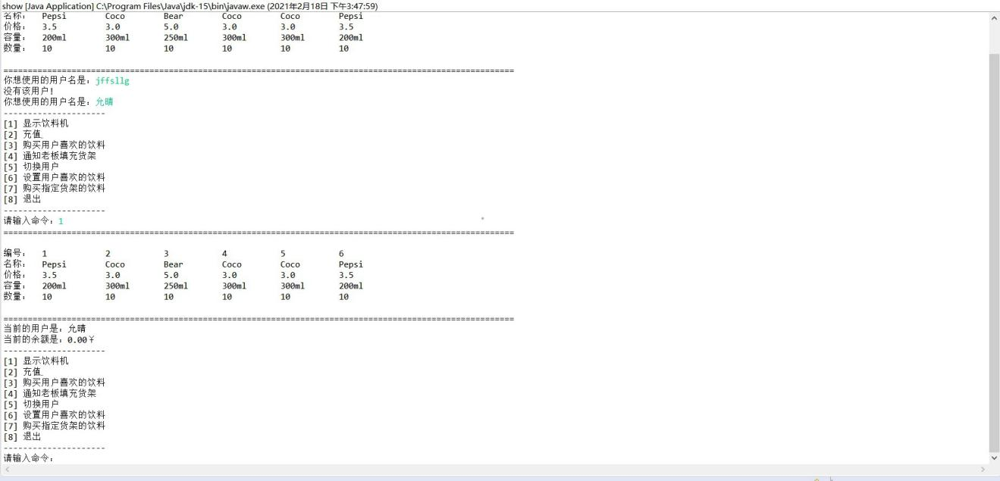 show [Java Application] C:\Program Files\Java\jdk-15\bin\javaw.exe (2021年2月18日 下午3:47:59)
名称： Pepsi Coco Bear Coco Coco Pepsi
价格： 3.5 3.0 5.0 3.0 3.0 3.5
容量： 200ml 300ml 250ml 300ml 300ml 200ml
数量： 10 10 10 10 10 10
=====================================================================================
你想使用的用户名是：jffsllg
没有该用户！
你想使用的用户名是：允晴
---------------------
[1] 显示饮料机
[2] 充值
[3] 购买用户喜欢的饮料
[4] 通知老板填充货架
[5] 切换用户
[6] 设置用户喜欢的饮料
[7] 购买指定货架的饮料
[8] 退出
---------------------
请输入命令：1
=====================================================================================
编号： 1 2 3 4 5 6
名称： Pepsi Coco Bear Coco Coco Pepsi
价格： 3.5 3.0 5.0 3.0 3.0 3.5
容量： 200ml 300ml 250ml 300ml 300ml 200ml
数量： 10 10 10 10 10 10
=====================================================================================
当前的用户是：允晴
当前的余额是：0.00￥
---------------------
[1] 显示饮料机
[2] 充值
[3] 购买用户喜欢的饮料
[4] 通知老板填充货架
[5] 切换用户
[6] 设置用户喜欢的饮料
[7] 购买指定货架的饮料
[8] 退出
---------------------
请输入命令：